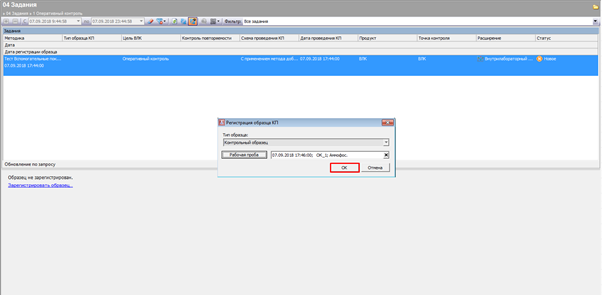 04 Задания
« 04 Задания » 7 Оперативный контроль
С 07.09.2018 9:44:58 по 07.09.2018 23:44:58 Фильтр: Все задания
Задания
Методика Тип образца КП Цель ВЛК Контроль повторяемости Схема проведения КП Дата проведения КП Продукт Точка контроля Расширение Статус
Дата
Дата регистрации образца
Тест Вспомогательные пок... Оперативный контроль С применением метода доб... 07.09.2018 17:44:00 ВЛК ВЛК Внутрилабораторный ... Новое
07.09.2018 17:44:00
Регистрация образца КП
Тип образца:
Контрольный образец
Рабочая проба 07.09.2018 17:46:00; ОК_1; Аммофос.
ОК Отмена
Обновление по запросу
Образец не зарегистрирован.
Зарегистрировать образец...